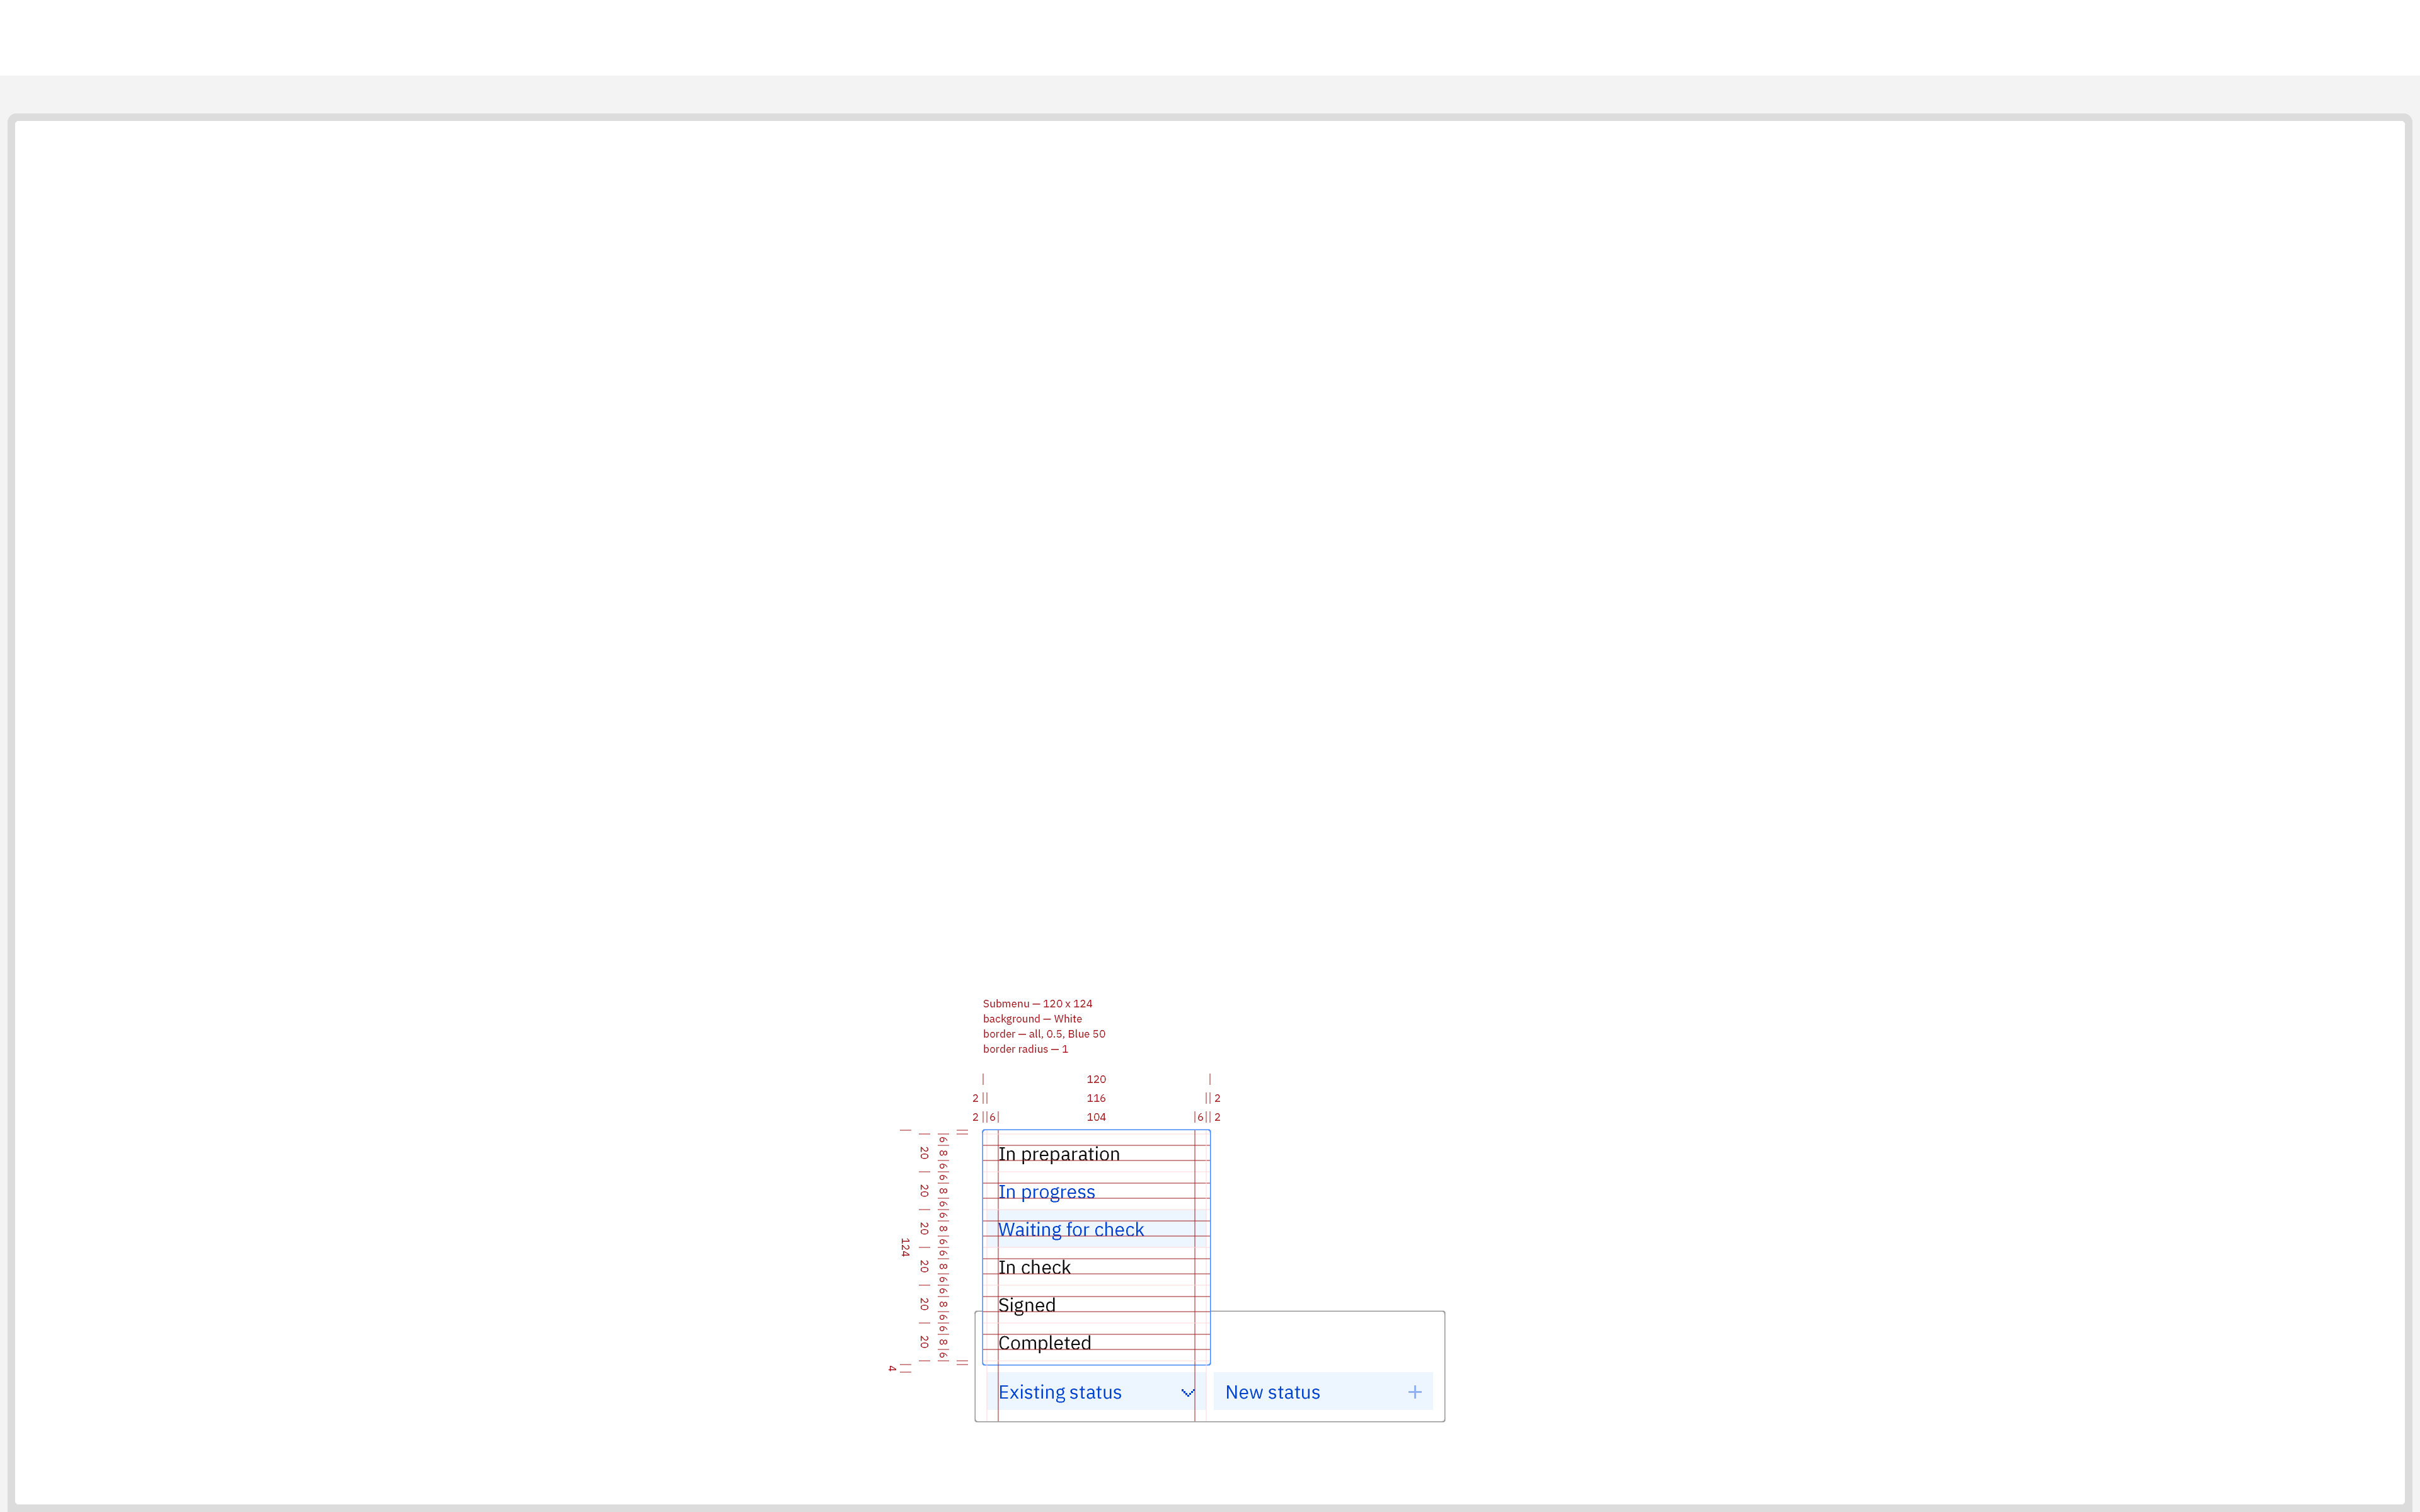 Submenu — 120 x 124
background — White
border — all, 0.5, Blue 50
border radius — 1
120
2 116 2
2 6 104 6 2
124
4
20
20
20
20
20
20
6
8
6
6
8
6
6
8
6
6
8
6
6
8
6
6
8
6
In preparation
In progress
Waiting for check
In check
Signed
Completed
Existing status
New status